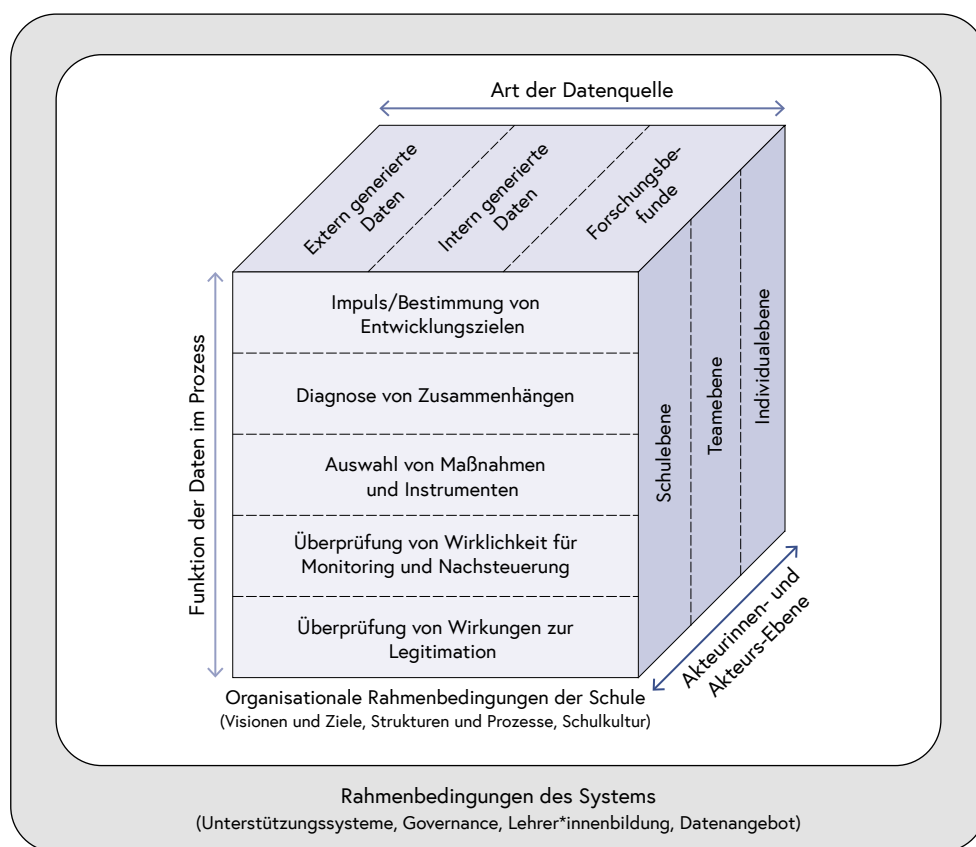 Art der Datenquelle
Extern generierte
Daten
Intern generierte
Daten
Forschungsbe-
funde
Funktion der Daten im Prozess
Impuls/Bestimmung von
Entwicklungszielen
Diagnose von Zusammenhängen
Auswahl von Maßnahmen
und Instrumenten
Überprüfung von Wirklichkeit für
Monitoring und Nachsteuerung
Überprüfung von Wirkungen zur
Legitimation
Schulebene
Teamebene
Individualebene
Akteurinnen- und
Akteurs-Ebene
Organisationale Rahmenbedingungen der Schule
(Visionen und Ziele, Strukturen und Prozesse, Schulkultur)
Rahmenbedingungen des Systems
(Unterstützungssysteme, Governance, Lehrer*innenbildung, Datenangebot)